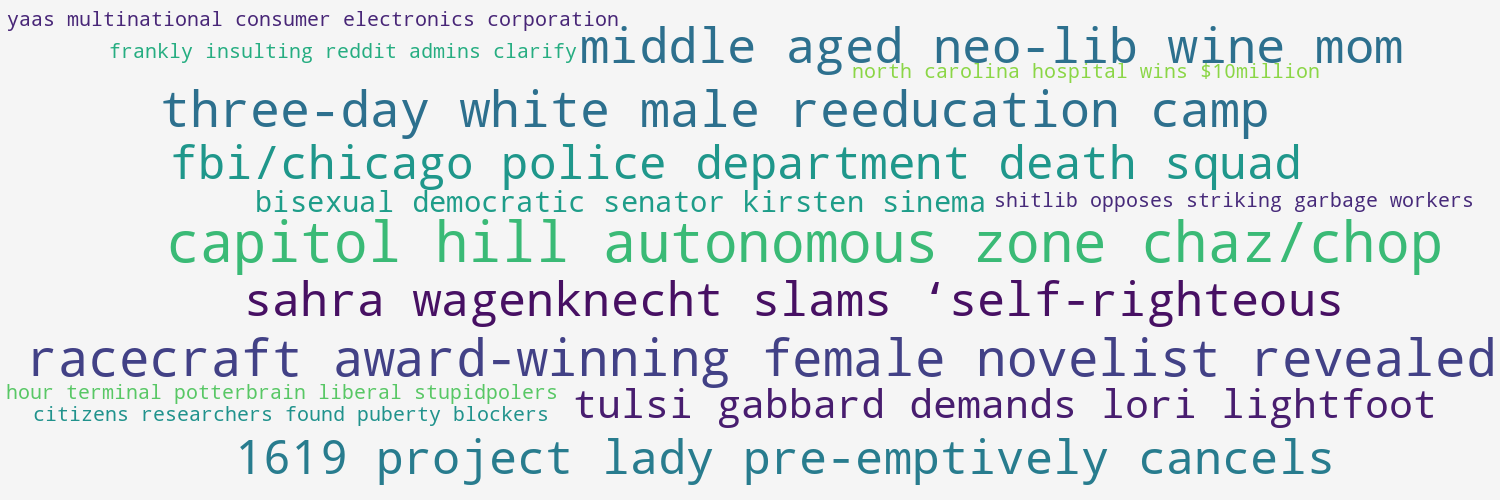 yaas multinational consumer electronics corporation
frankly insulting reddit admins clarify
middle aged neo-lib wine mom
north carolina hospital wins $10million
three-day white male reeducation camp
fbi/chicago police department death squad
bisexual democratic senator kirsten sinema
shitlib opposes striking garbage workers
capitol hill autonomous zone chaz/chop
sahra wagenknecht slams ‘self-righteous
racecraft award-winning female novelist revealed
hour terminal potterbrain liberal stupidpolers
citizens researchers found puberty blockers
tulsi gabbard demands lori lightfoot
1619 project lady pre-emptively cancels